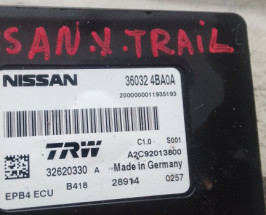 SAN.X.TRAIL
NISSAN 36032 4BA0A
2000000011935193
TRW C1.0 S001
A2C92013800
32620330 A Made in Germany
EPB4 ECU B418 28914 0257